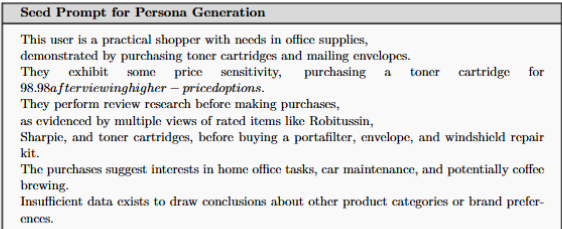 Seed Prompt for Persona Generation
This user is a practical shopper with needs in office supplies,
demonstrated by purchasing toner cartridges and mailing envelopes.
They exhibit some price sensitivity, purchasing a toner cartridge for
98.98afterviewinghigher − pricedoptions.
They perform review research before making purchases,
as evidenced by multiple views of rated items like Robitussin,
Sharpie, and toner cartridges, before buying a portafilter, envelope, and windshield repair
kit.
The purchases suggest interests in home office tasks, car maintenance, and potentially coffee
brewing.
Insufficient data exists to draw conclusions about other product categories or brand prefer-
ences.